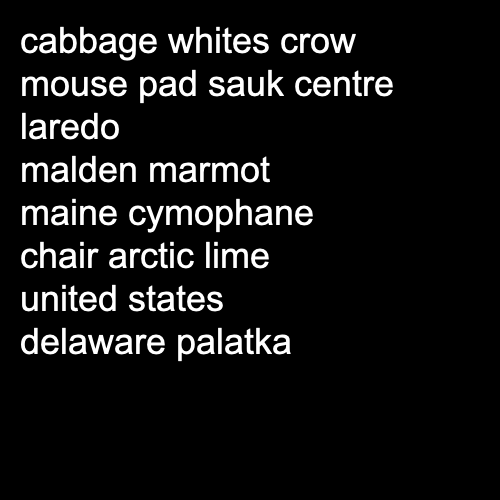 cabbage whites crow
mouse pad sauk centre
laredo
malden marmot
maine cymophane
chair arctic lime
united states
delaware palatka